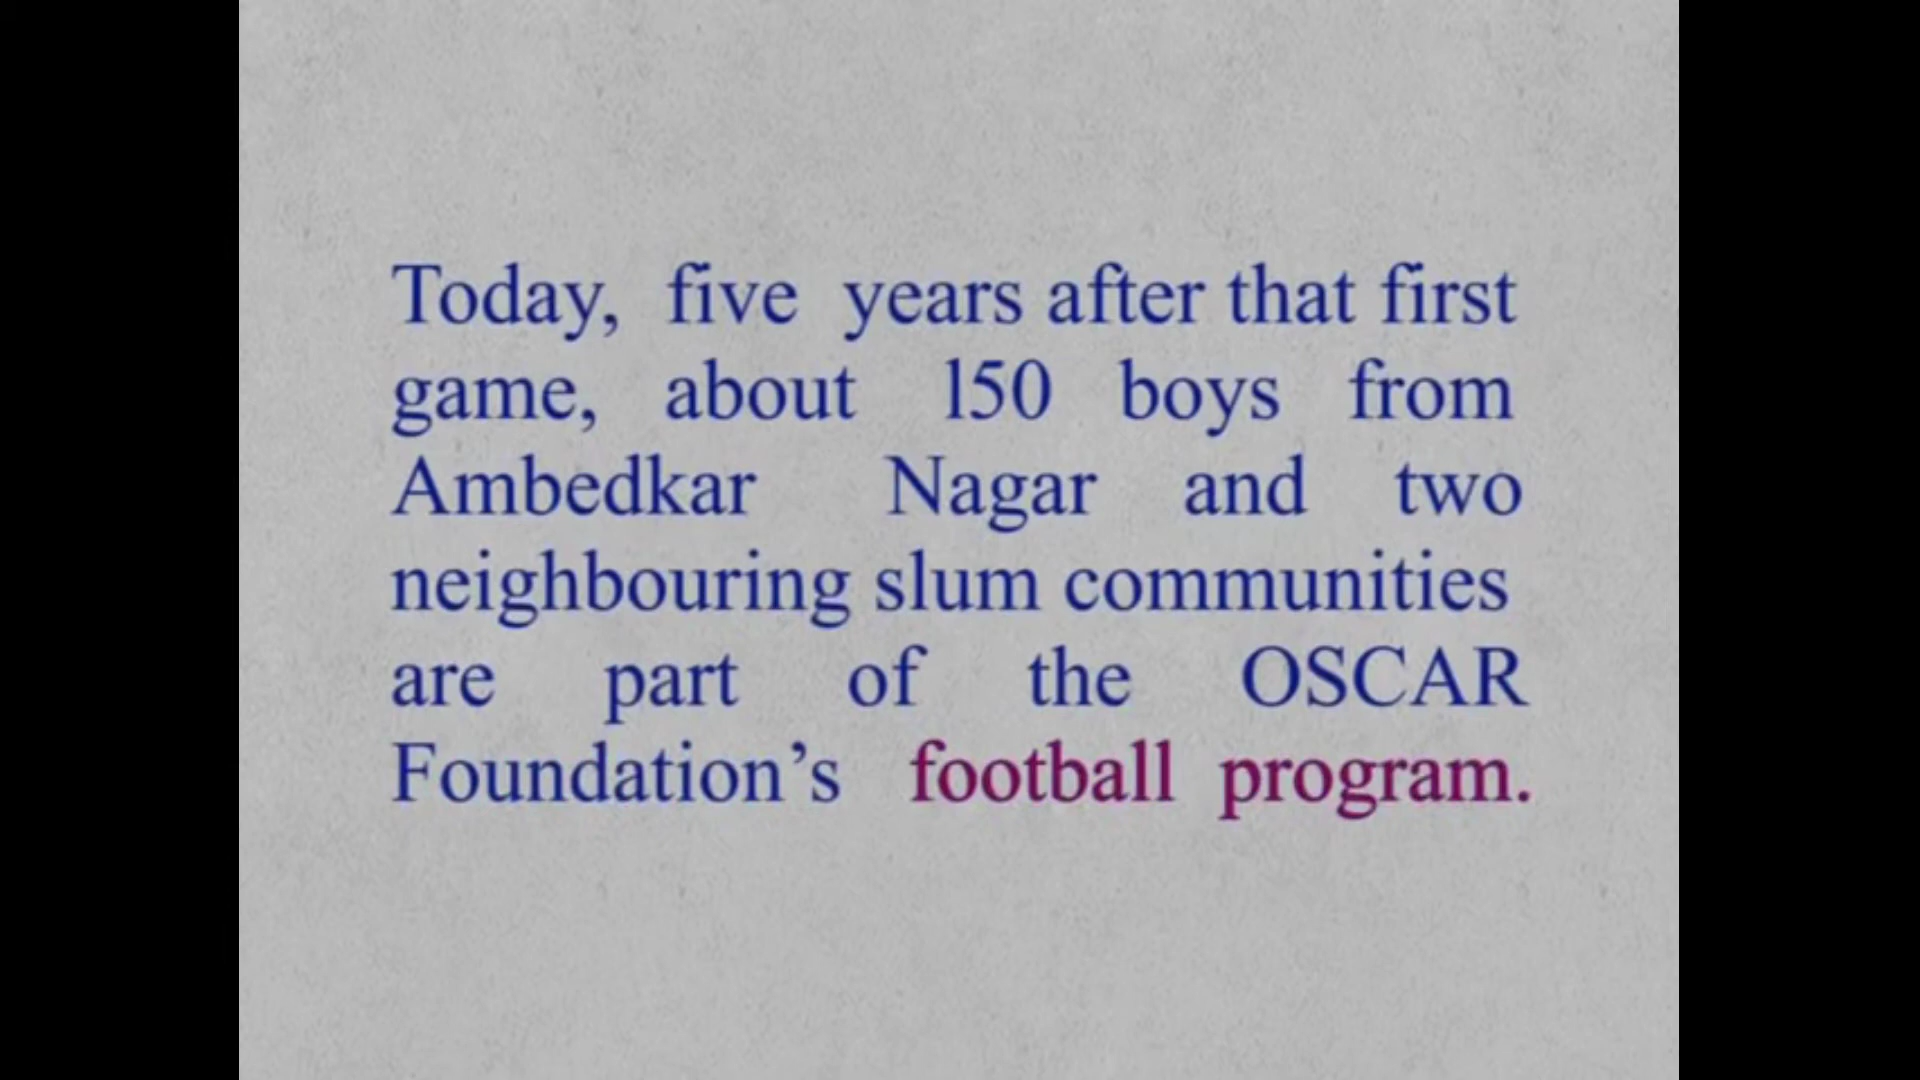 Today, five years after that first
game, about 150 boys from
Ambedkar Nagar and two
neighbouring slum communities
are part of the OSCAR
Foundation’s football program.